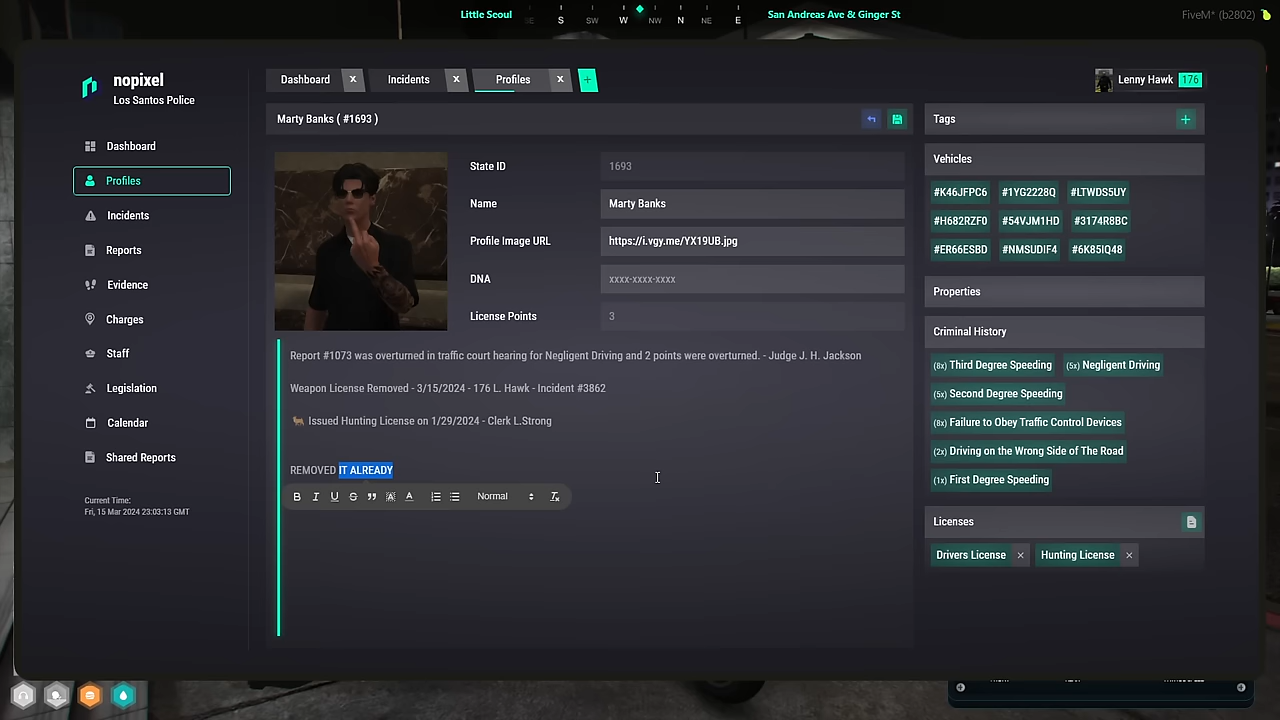 Little Seoul
SE S SW W NW N NE E
San Andreas Ave & Ginger St
FiveM* (b2802)
nopixel
Los Santos Police
Dashboard x
Incidents x
Profiles x
+
Lenny Hawk 176
Dashboard
Profiles
Incidents
Reports
Evidence
Charges
Staff
Legislation
Calendar
Shared Reports
Current Time:
Fri, 15 Mar 2024 23:03:13 GMT
Marty Banks ( #1693 )
State ID 1693
Name Marty Banks
Profile Image URL https://i.vgy.me/YX19UB.jpg
DNA xxxx-xxxx-xxxx
License Points 3
Report #1073 was overturned in traffic court hearing for Negligent Driving and 2 points were overturned. - Judge J. H. Jackson
Weapon License Removed - 3/15/2024 - 176 L. Hawk - Incident #3862
🐂 Issued Hunting License on 1/29/2024 - Clerk L.Strong
REMOVED IT ALREADY
B I U S ” A A Normal
Tags +
Vehicles
#K46JFPC6 #1YG2228Q #LTWDS5UY
#H682RZF0 #54VJM1HD #3174R8BC
#ER66ESBD #NMSUDIF4 #6K85IQ48
Properties
Criminal History
(8x) Third Degree Speeding (5x) Negligent Driving
(5x) Second Degree Speeding
(8x) Failure to Obey Traffic Control Devices
(2x) Driving on the Wrong Side of The Road
(1x) First Degree Speeding
Licenses
Drivers License × Hunting License ×